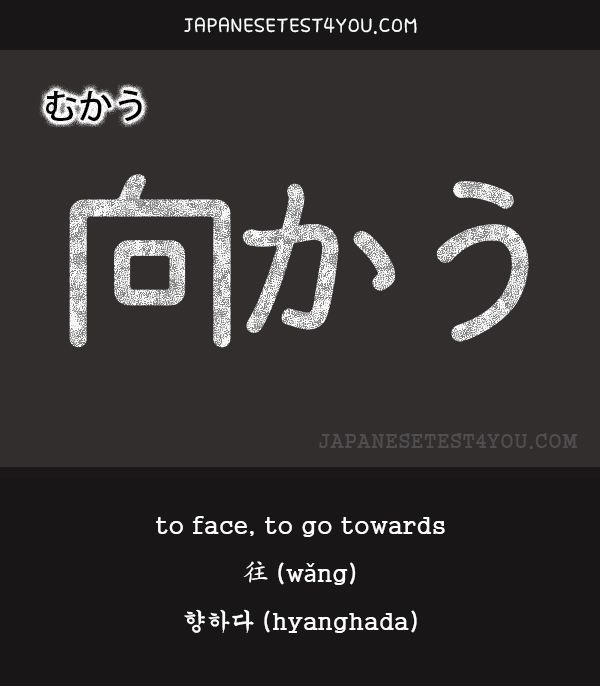 JAPANESETEST4YOU.COM
むかう
向かう
JAPANESETEST4YOU.COM
to face, to go towards
往 (wǎng)
향하다 (hyanghada)